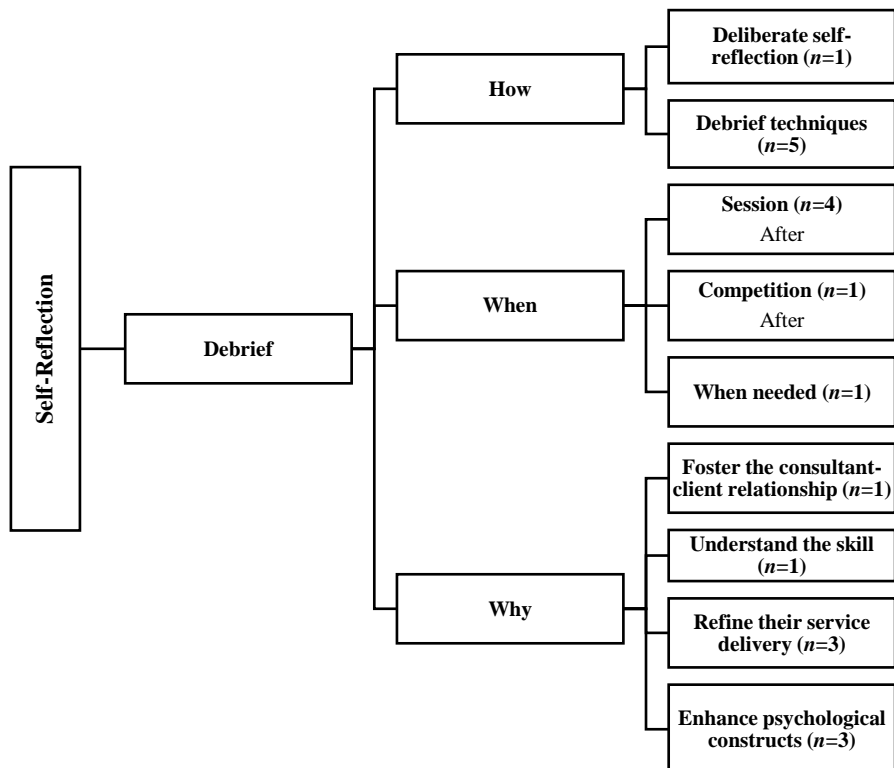 Self-Reflection
Debrief
How
Deliberate self-
reflection (n=1)
Debrief techniques
(n=5)
When
Session (n=4)
After
Competition (n=1)
After
When needed (n=1)
Why
Foster the consultant-
client relationship (n=1)
Understand the skill
(n=1)
Refine their service
delivery (n=3)
Enhance psychological
constructs (n=3)